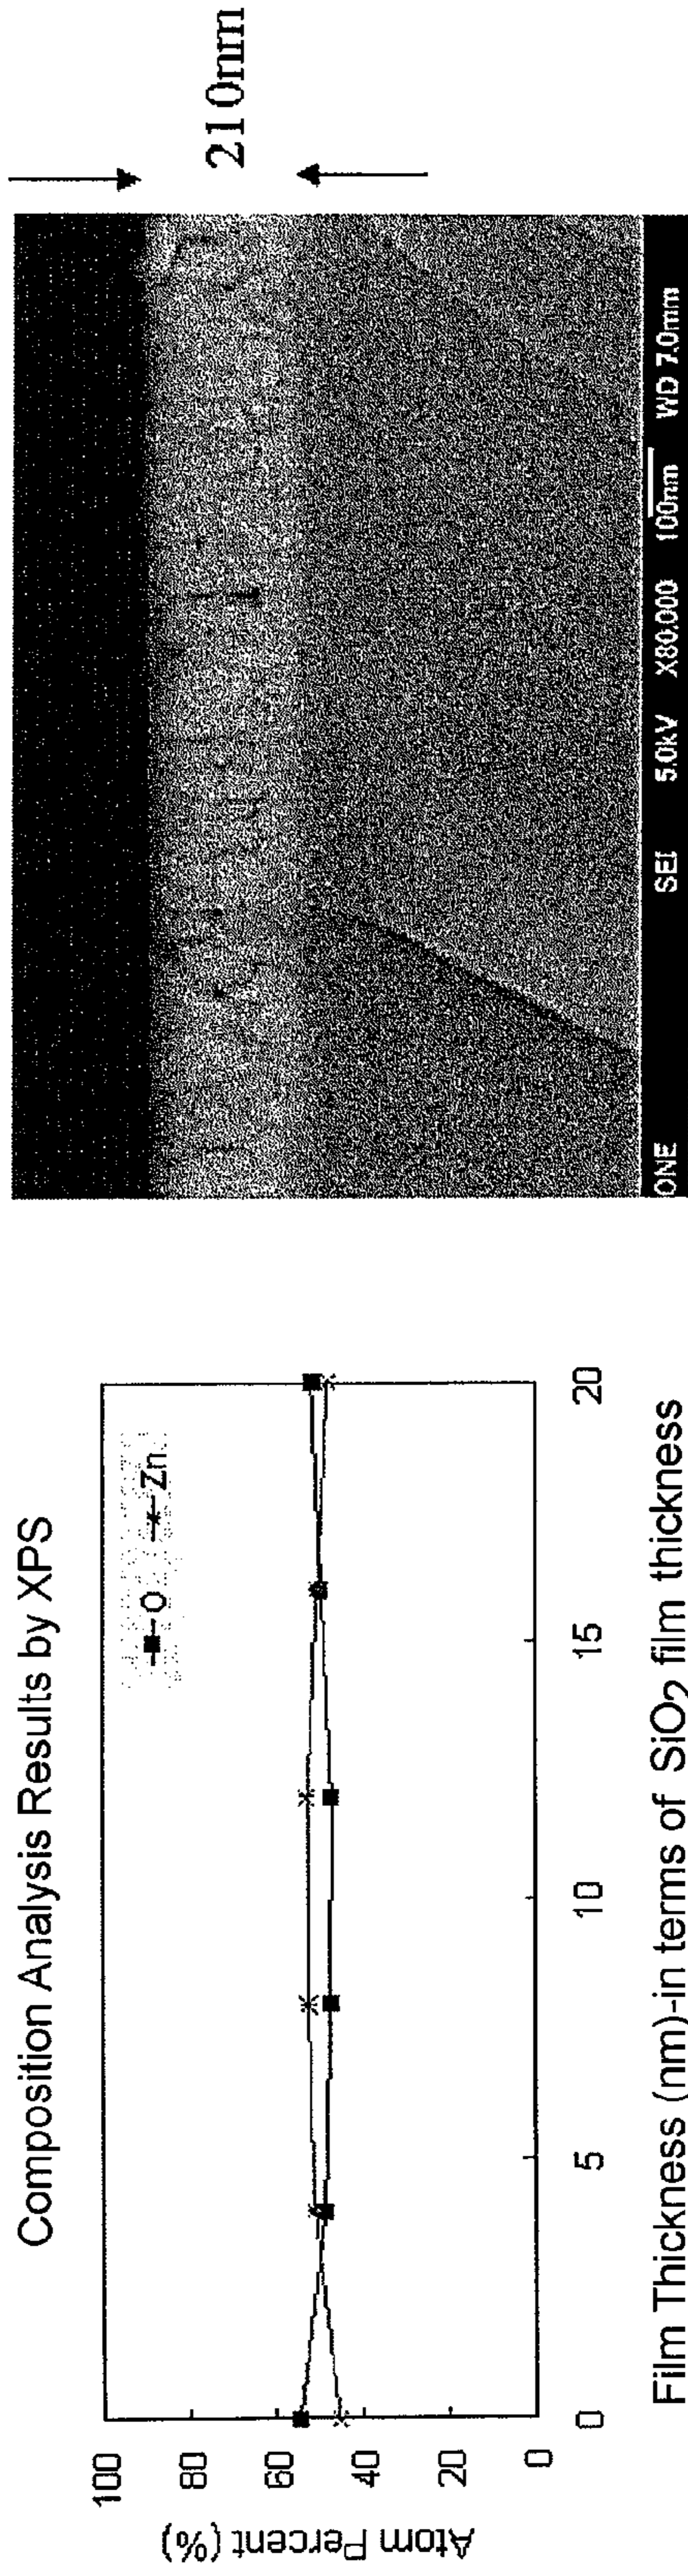 Composition Analysis Results by XPS
O Zn
Atom Percent (%)
100
80
60
40
20
0
0 5 10 15 20
Film Thickness (nm)-in terms of SiO₂ film thickness
210nm
ONE SEI 5.0kV X80,000 100nm WD 7.0mm